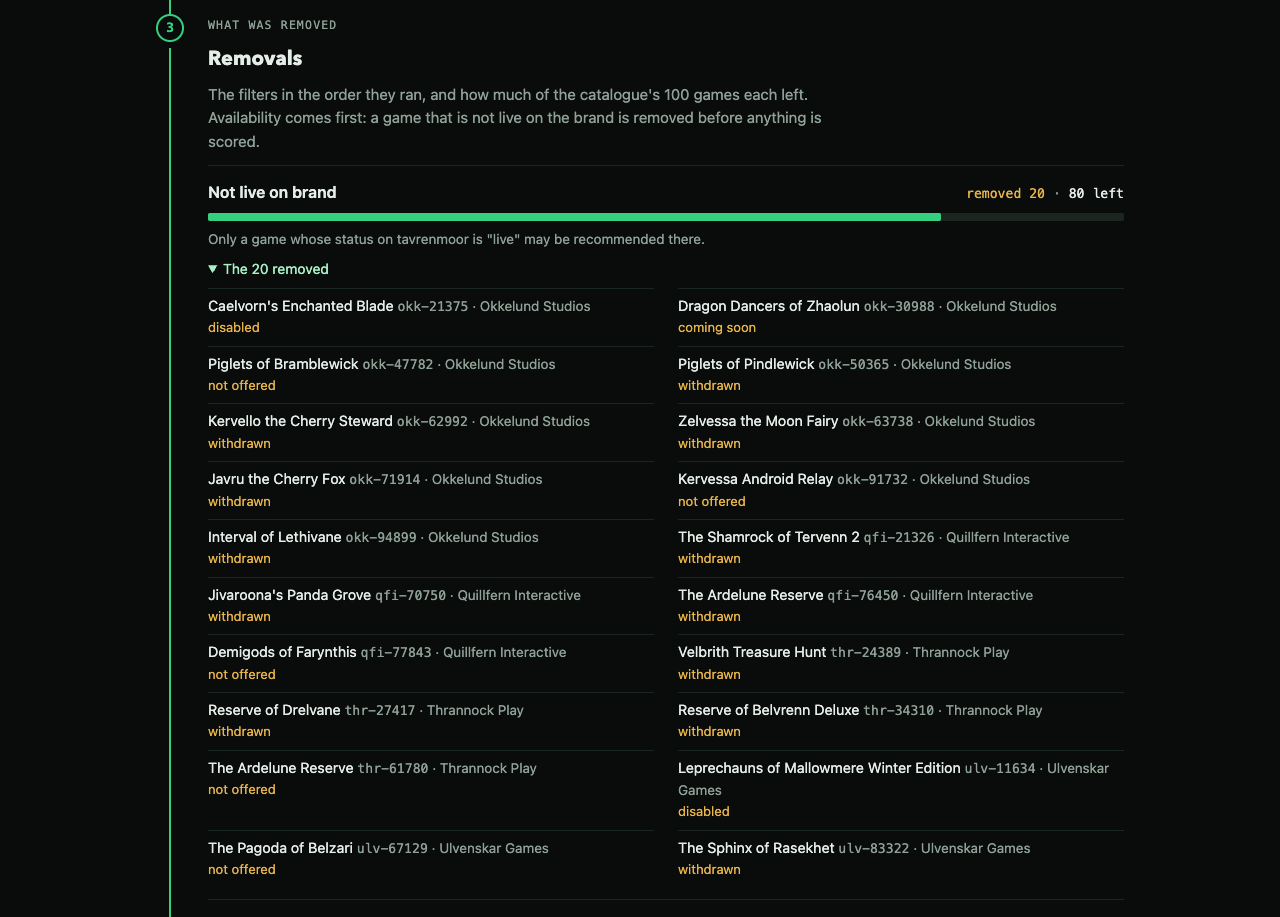 3
WHAT WAS REMOVED
Removals
The filters in the order they ran, and how much of the catalogue's 100 games each left.
Availability comes first: a game that is not live on the brand is removed before anything is
scored.
Not live on brand
removed 20 · 80 left
Only a game whose status on tavrenmoor is "live" may be recommended there.
▼ The 20 removed
Caelvorn's Enchanted Blade okk-21375 · Okkelund Studios
disabled
Dragon Dancers of Zhaolun okk-30988 · Okkelund Studios
coming soon
Piglets of Bramblewick okk-47782 · Okkelund Studios
not offered
Piglets of Pindlewick okk-50365 · Okkelund Studios
withdrawn
Kervello the Cherry Steward okk-62992 · Okkelund Studios
withdrawn
Zelvessa the Moon Fairy okk-63738 · Okkelund Studios
withdrawn
Javru the Cherry Fox okk-71914 · Okkelund Studios
withdrawn
Kervessa Android Relay okk-91732 · Okkelund Studios
not offered
Interval of Lethivane okk-94899 · Okkelund Studios
withdrawn
The Shamrock of Tervenn 2 qfi-21326 · Quillfern Interactive
withdrawn
Jivaroona's Panda Grove qfi-70750 · Quillfern Interactive
withdrawn
The Ardelune Reserve qfi-76450 · Quillfern Interactive
withdrawn
Demigods of Farynthis qfi-77843 · Quillfern Interactive
not offered
Velbrith Treasure Hunt thr-24389 · Thrannock Play
withdrawn
Reserve of Drelvane thr-27417 · Thrannock Play
withdrawn
Reserve of Belvrenn Deluxe thr-34310 · Thrannock Play
withdrawn
The Ardelune Reserve thr-61780 · Thrannock Play
not offered
Leprechauns of Mallowmere Winter Edition ulv-11634 · Ulvenskar
Games
disabled
The Pagoda of Belzari ulv-67129 · Ulvenskar Games
not offered
The Sphinx of Rasekhet ulv-83322 · Ulvenskar Games
withdrawn